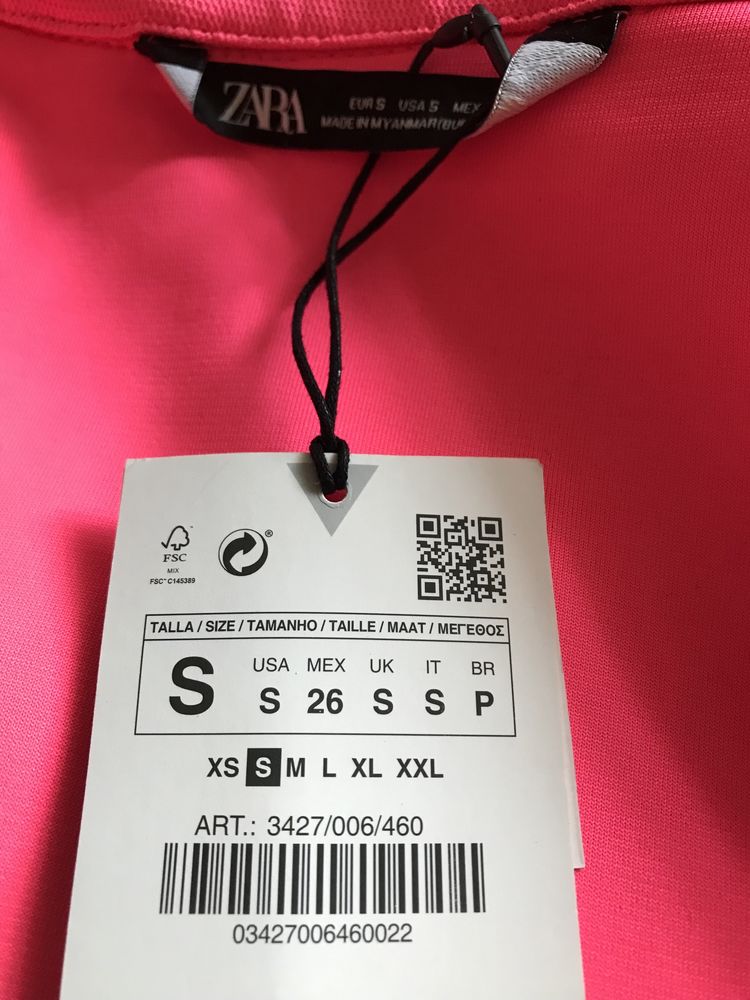 ZARA
EUR S USA S MEX
MADE IN MYANMAR
FSC
MIX
FSC® C145389
®
TALLA / SIZE / TAMANHO / TAILLE / MAAT / ΜΕΓΕΘΟΣ
S
USA MEX UK IT BR
S 26 S S P
XS S M L XL XXL
ART.: 3427/006/460
03427006460022